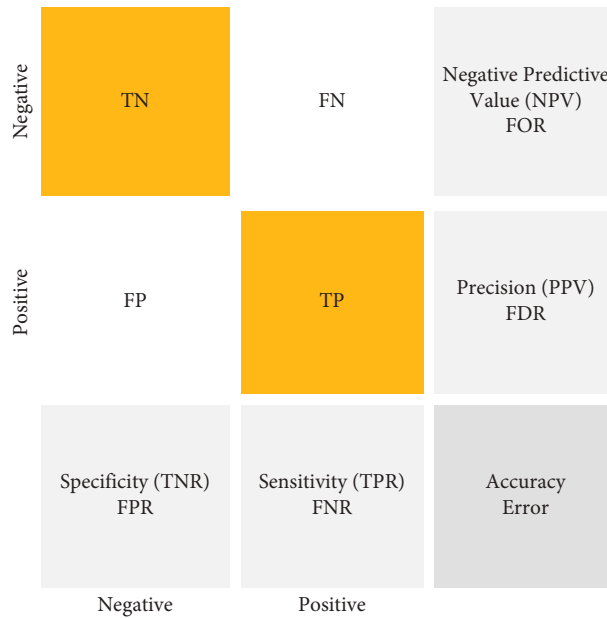 Negative
TN
FN
Negative Predictive
Value (NPV)
FOR
Positive
FP
TP
Precision (PPV)
FDR
Specificity (TNR)
FPR
Sensitivity (TPR)
FNR
Accuracy
Error
Negative
Positive